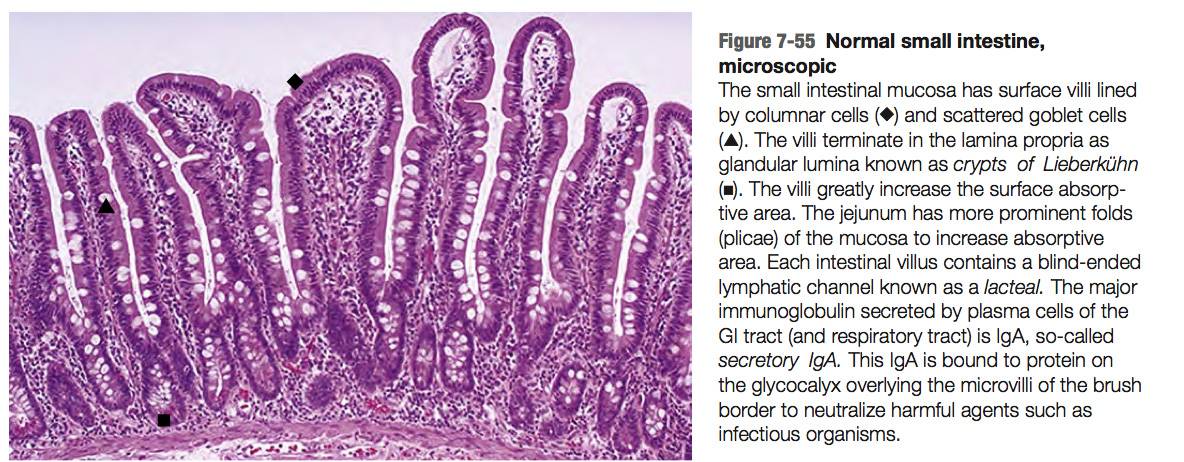 Figure 7-55 Normal small intestine,
microscopic
The small intestinal mucosa has surface villi lined
by columnar cells (◆) and scattered goblet cells
(▲). The villi terminate in the lamina propria as
glandular lumina known as crypts of Lieberkühn
(■). The villi greatly increase the surface absorp-
tive area. The jejunum has more prominent folds
(plicae) of the mucosa to increase absorptive
area. Each intestinal villus contains a blind-ended
lymphatic channel known as a lacteal. The major
immunoglobulin secreted by plasma cells of the
GI tract (and respiratory tract) is IgA, so-called
secretory IgA. This IgA is bound to protein on
the glycocalyx overlying the microvilli of the brush
border to neutralize harmful agents such as
infectious organisms.